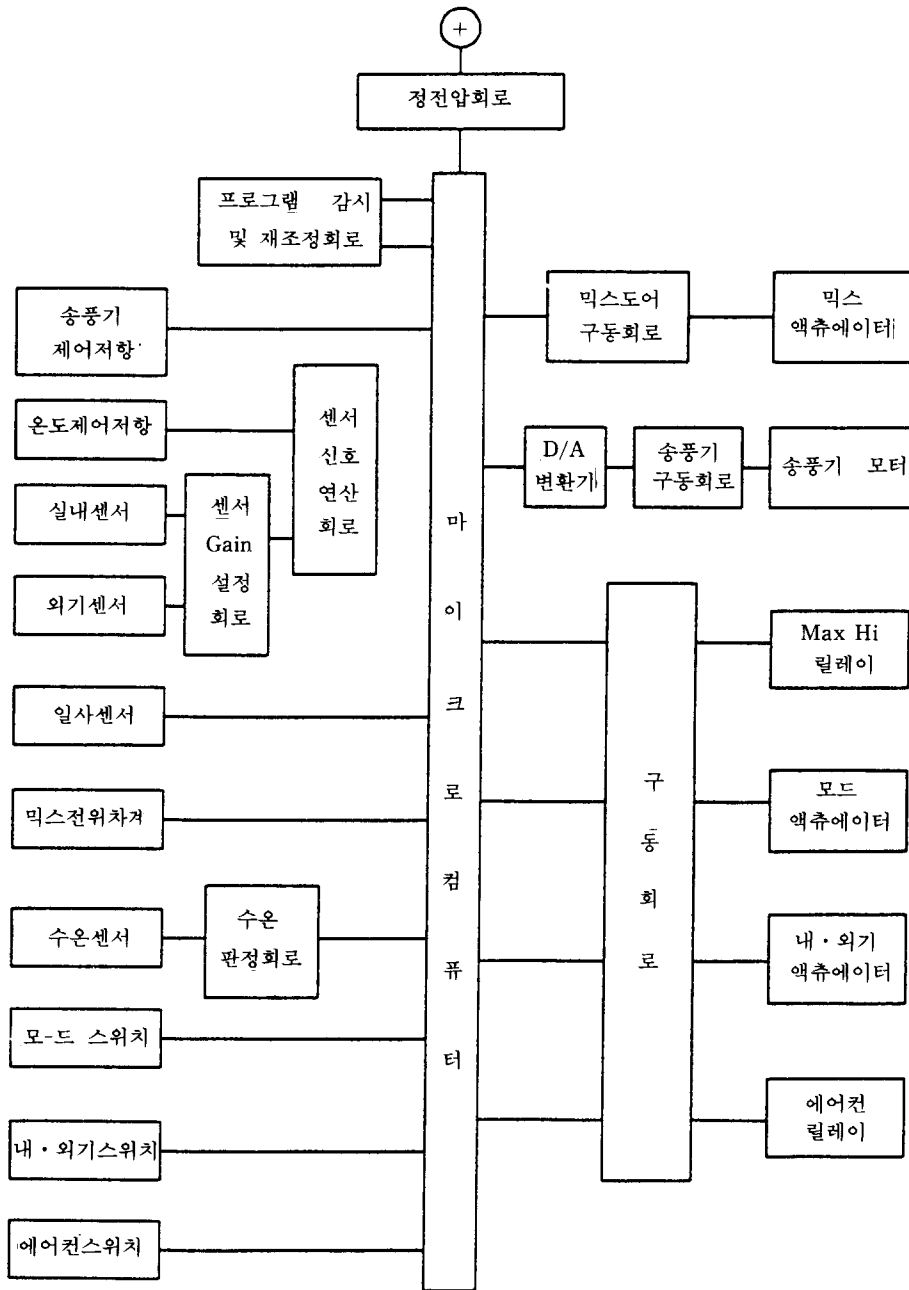 +
정전압회로
프로그램 감시
및 재조정회로
송풍기
제어저항
온도제어저항
실내센서
외기센서
센서
Gain
설정
회로
센서
신호
연산
회로
일사센서
믹스전위차계
수온센서
수온
판정회로
모-드 스위치
내·외기스위치
에어컨스위치
마
이
크
로
컴
퓨
터
믹스도어
구동회로
믹스
액츄에이터
D/A
변환기
송풍기
구동회로
송풍기 모터
구
동
회
로
Max Hi
릴레이
모드
액츄에이터
내·외기
액츄에이터
에어컨
릴레이